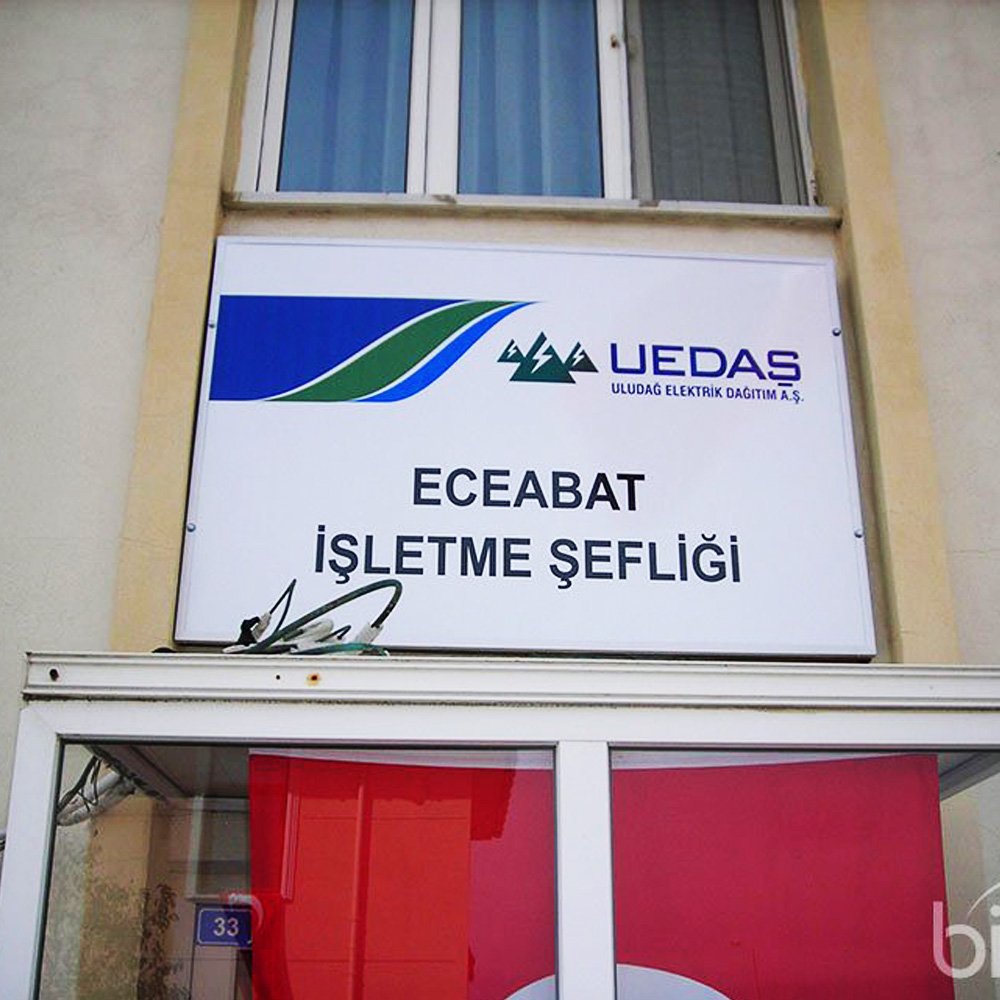 UEDAŞ
ULUDAĞ ELEKTRİK DAĞITIM A.Ş.
ECEABAT
İŞLETME ŞEFLİĞİ
33